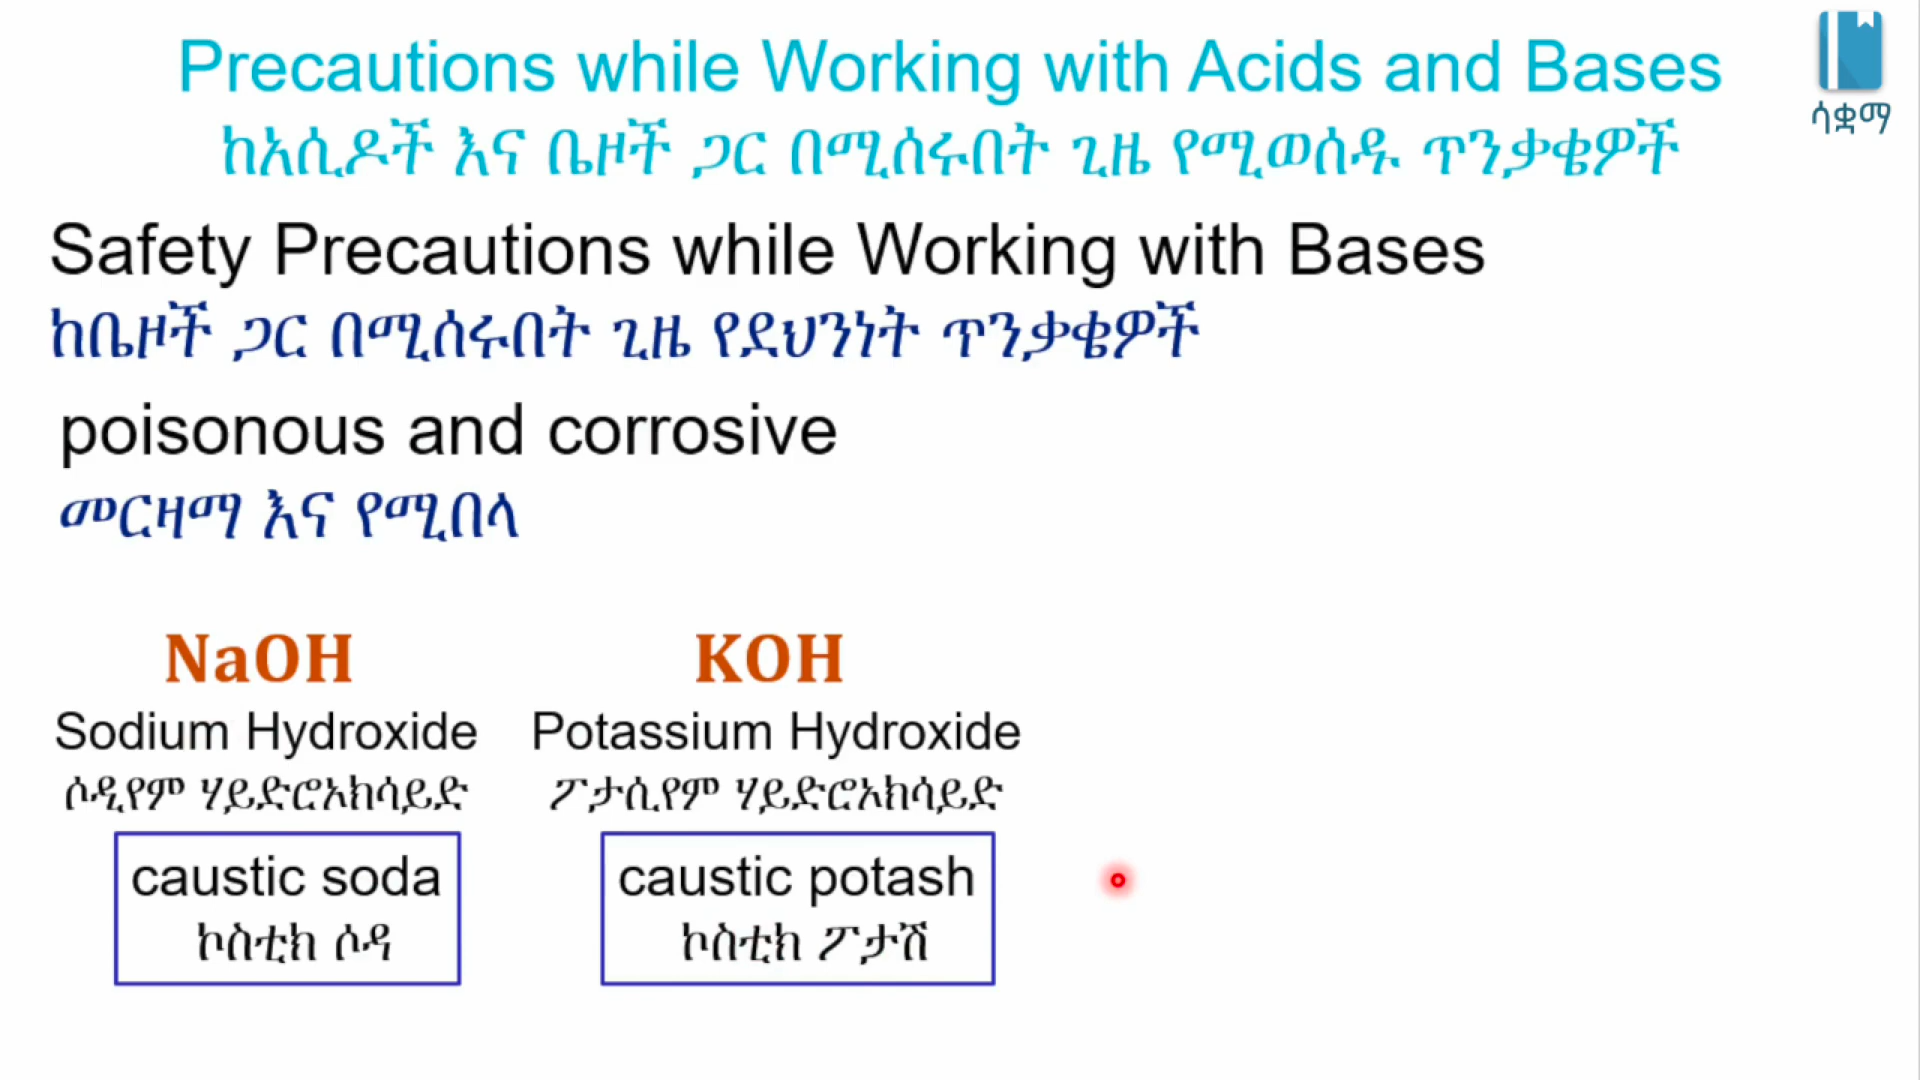 Precautions while Working with Acids and Bases
ከአሲዶች እና ቤዞች ጋር በሚሰሩበት ጊዜ የሚወሰዱ ጥንቃቄዎች
ሳቋማ
Safety Precautions while Working with Bases
ከቤዞች ጋር በሚሰሩበት ጊዜ የደህንነት ጥንቃቄዎች
poisonous and corrosive
መርዛማ እና የሚበላ
NaOH
Sodium Hydroxide
ሶዲየም ሃይድሮኦክሳይድ
caustic soda
ኮስቲክ ሶዳ
KOH
Potassium Hydroxide
ፖታሲየም ሃይድሮኦክሳይድ
caustic potash
ኮስቲክ ፖታሽ